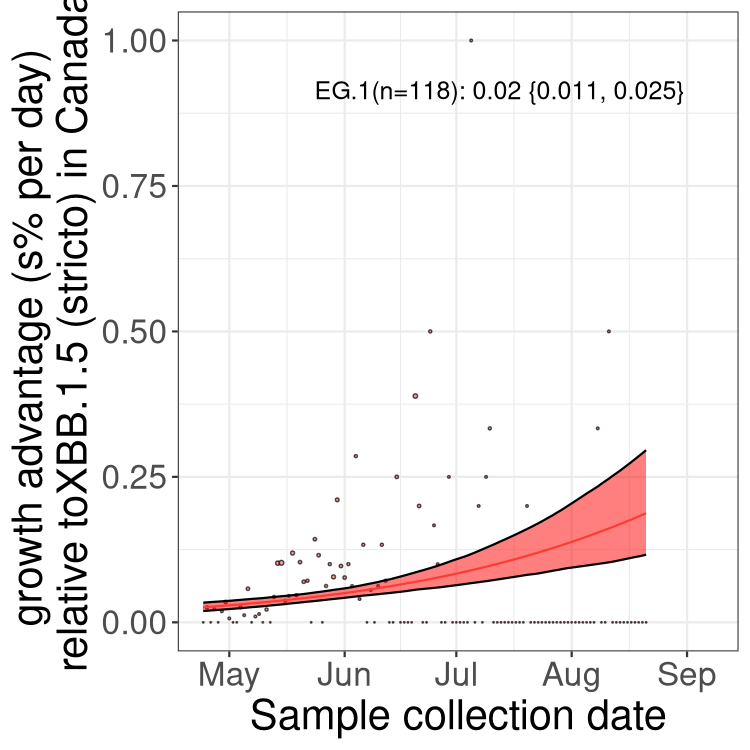 growth advantage (s% per day)
relative toXBB.1.5 (stricto) in Canada
1.00
0.75
0.50
0.25
0.00
EG.1(n=118): 0.02 {0.011, 0.025}
May Jun Jul Aug Sep
Sample collection date